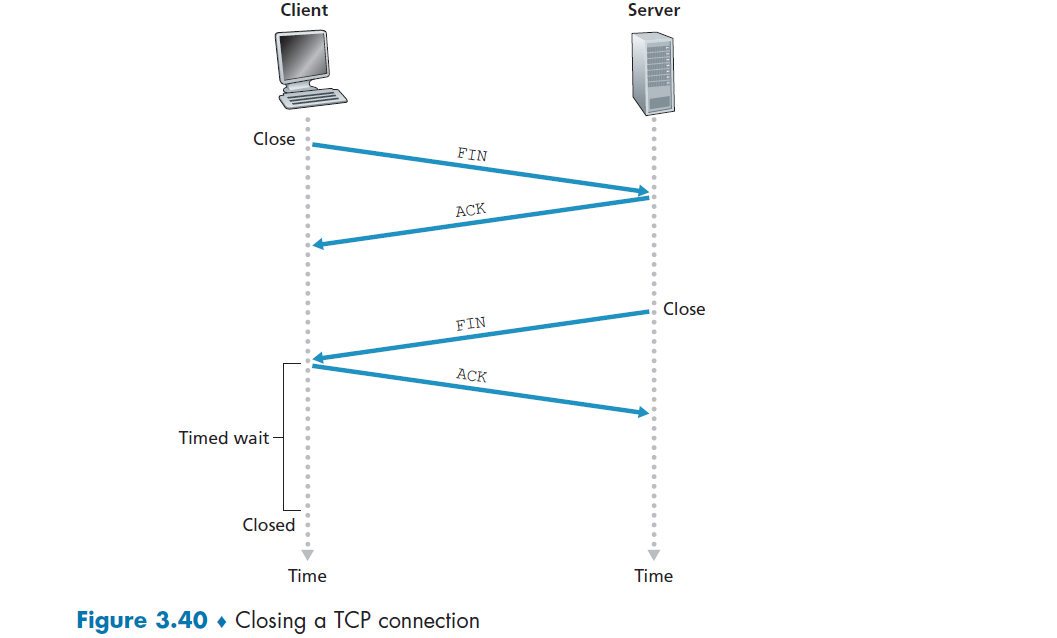 Client
Server
Close
FIN
ACK
Close
FIN
ACK
Timed wait
Closed
Time
Time
Figure 3.40 ♦ Closing a TCP connection